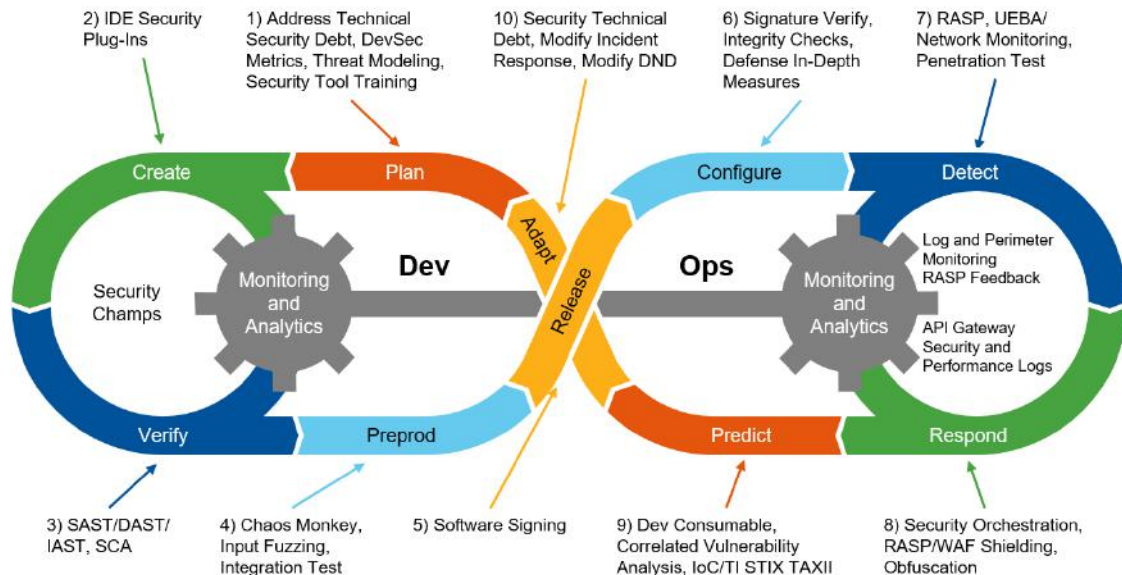 2) IDE Security
Plug-Ins
1) Address Technical
Security Debt, DevSec
Metrics, Threat Modeling,
Security Tool Training
10) Security Technical
Debt, Modify Incident
Response, Modify DND
6) Signature Verify,
Integrity Checks,
Defense In-Depth
Measures
7) RASP, UEBA/
Network Monitoring,
Penetration Test
Create
Plan
Adapt
Release
Configure
Detect
Security
Champs
Monitoring
and
Analytics
Dev
Ops
Monitoring
and
Analytics
Log and Perimeter
Monitoring
RASP Feedback
API Gateway
Security and
Performance Logs
Verify
Preprod
Predict
Respond
3) SAST/DAST/
IAST, SCA
4) Chaos Monkey,
Input Fuzzing,
Integration Test
5) Software Signing
9) Dev Consumable,
Correlated Vulnerability
Analysis, IoC/TI STIX TAXII
8) Security Orchestration,
RASP/WAF Shielding,
Obfuscation